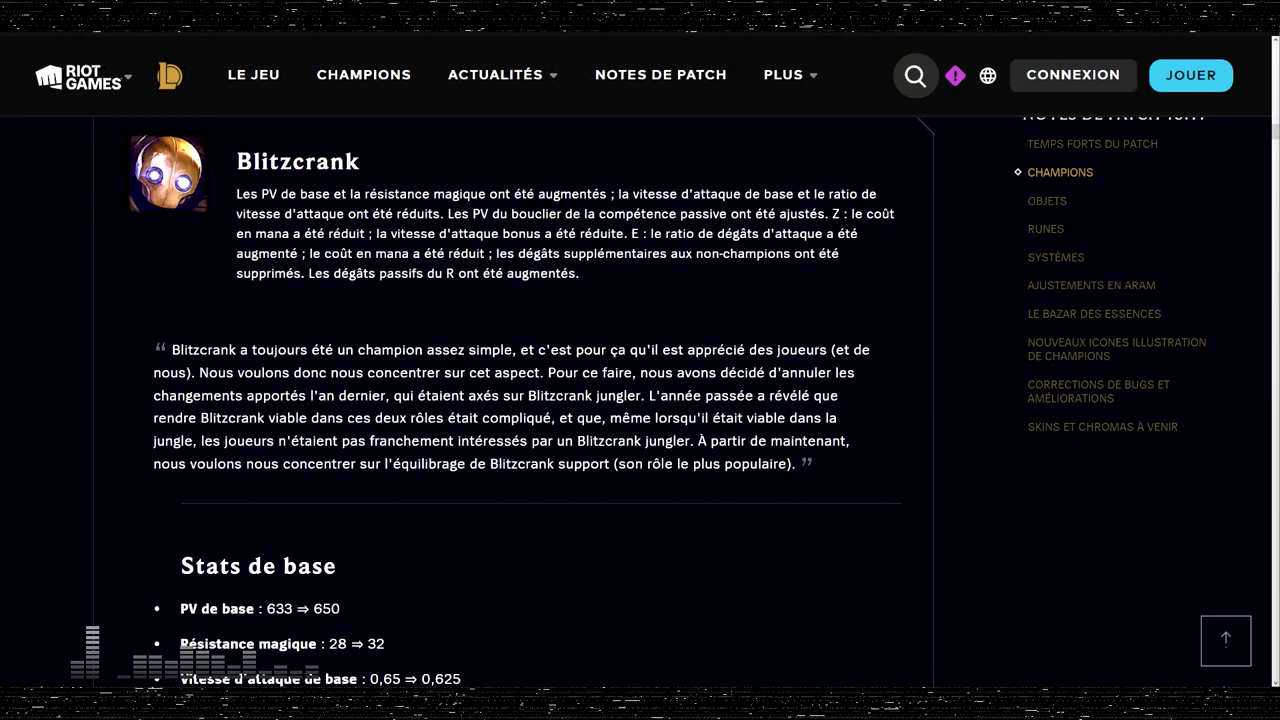 RIOT GAMES
LE JEU
CHAMPIONS
ACTUALITÉS
NOTES DE PATCH
PLUS
CONNEXION
JOUER
Blitzcrank
Les PV de base et la résistance magique ont été augmentés ; la vitesse d'attaque de base et le ratio de
vitesse d'attaque ont été réduits. Les PV du bouclier de la compétence passive ont été ajustés. Z : le coût
en mana a été réduit ; la vitesse d'attaque bonus a été réduite. E : le ratio de dégâts d'attaque a été
augmenté ; le coût en mana a été réduit ; les dégâts supplémentaires aux non-champions ont été
supprimés. Les dégâts passifs du R ont été augmentés.
“ Blitzcrank a toujours été un champion assez simple, et c'est pour ça qu'il est apprécié des joueurs (et de
nous). Nous voulons donc nous concentrer sur cet aspect. Pour ce faire, nous avons décidé d'annuler les
changements apportés l'an dernier, qui étaient axés sur Blitzcrank jungler. L'année passée a révélé que
rendre Blitzcrank viable dans ces deux rôles était compliqué, et que, même lorsqu'il était viable dans la
jungle, les joueurs n'étaient pas franchement intéressés par un Blitzcrank jungler. À partir de maintenant,
nous voulons nous concentrer sur l'équilibrage de Blitzcrank support (son rôle le plus populaire). ”
Stats de base
• PV de base : 633 ⇒ 650
• Résistance magique : 28 ⇒ 32
• Vitesse d'attaque de base : 0,65 ⇒ 0,625
NOTES DE PATCH
TEMPS FORTS DU PATCH
CHAMPIONS
OBJETS
RUNES
SYSTÈMES
AJUSTEMENTS EN ARAM
LE BAZAR DES ESSENCES
NOUVEAUX ICONES ILLUSTRATION
DE CHAMPIONS
CORRECTIONS DE BUGS ET
AMÉLIORATIONS
SKINS ET CHROMAS À VENIR